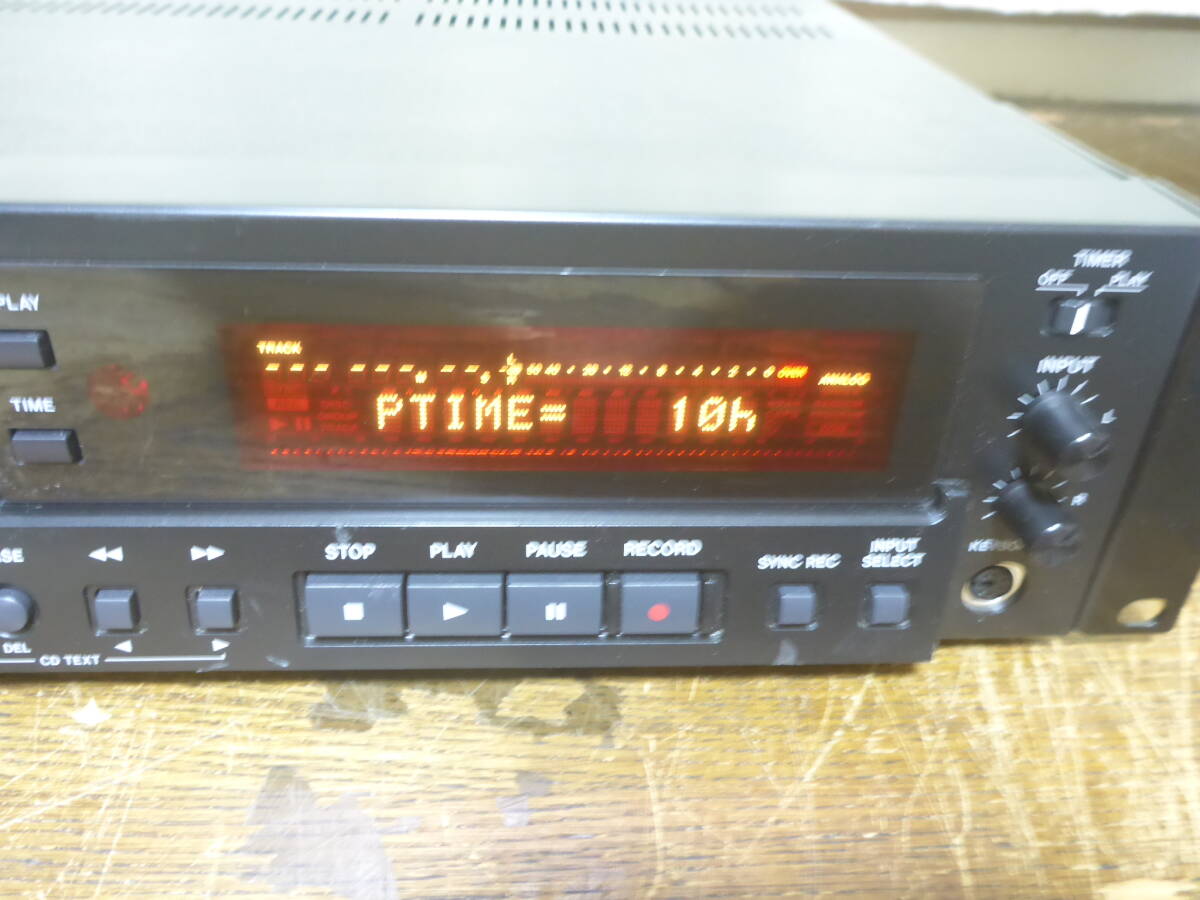 TIMER
OFF PLAY
PLAY
TRACK
OVER
ANALOG
INPUT
L
TIME
PTIME= 10h
R
STOP PLAY PAUSE RECORD
SYNC REC
INPUT
SELECT
DEL
CD TEXT